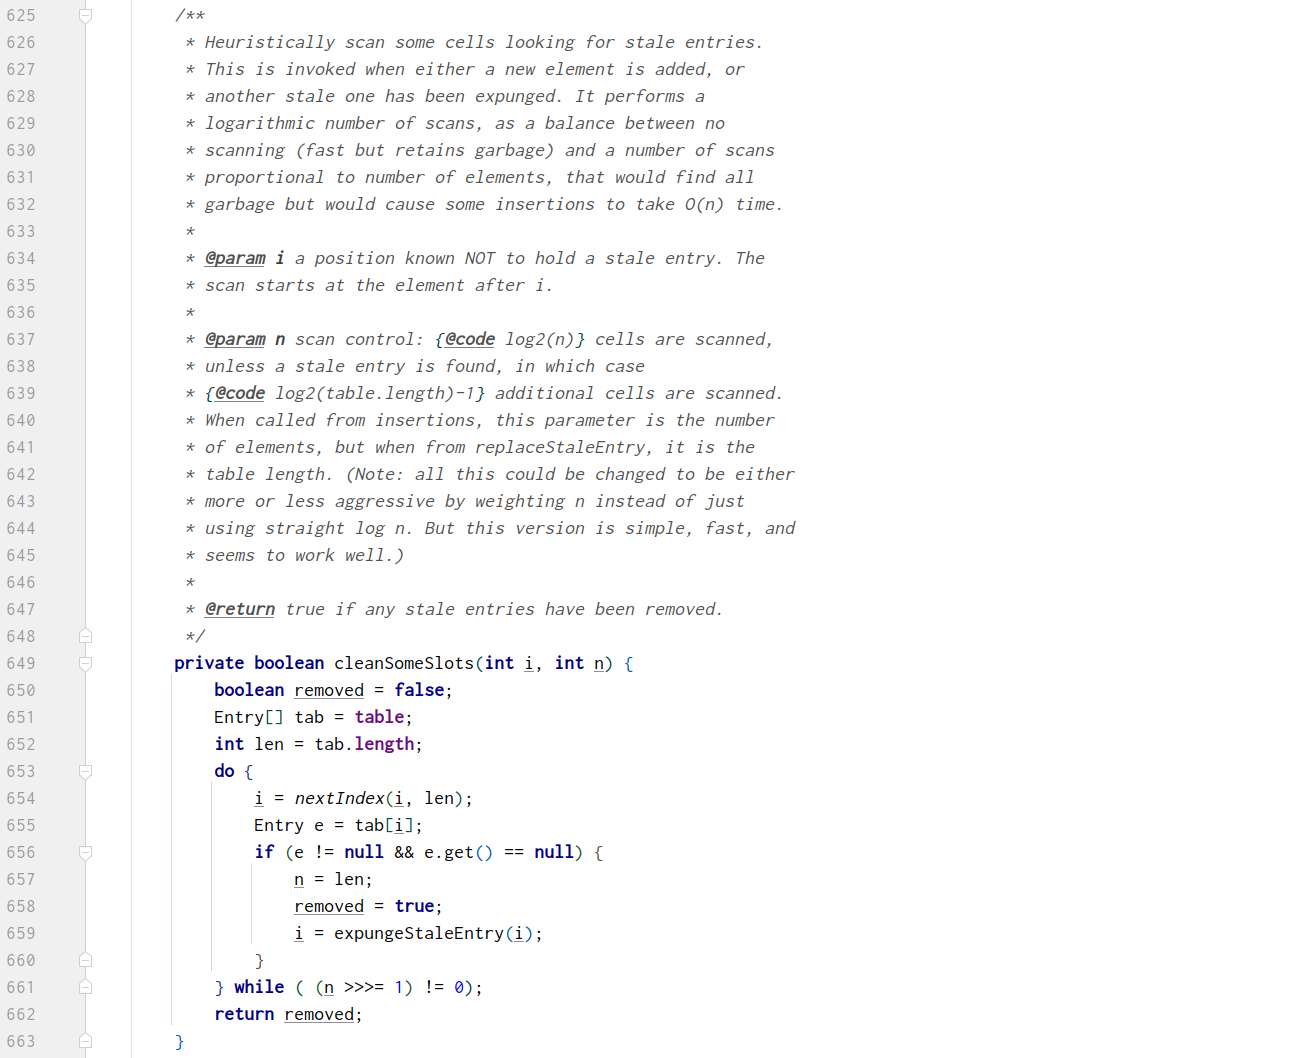 625 /**
626 * Heuristically scan some cells looking for stale entries.
627 * This is invoked when either a new element is added, or
628 * another stale one has been expunged. It performs a
629 * logarithmic number of scans, as a balance between no
630 * scanning (fast but retains garbage) and a number of scans
631 * proportional to number of elements, that would find all
632 * garbage but would cause some insertions to take O(n) time.
633 *
634 * @param i a position known NOT to hold a stale entry. The
635 * scan starts at the element after i.
636 *
637 * @param n scan control: {@code log2(n)} cells are scanned,
638 * unless a stale entry is found, in which case
639 * {@code log2(table.length)-1} additional cells are scanned.
640 * When called from insertions, this parameter is the number
641 * of elements, but when from replaceStaleEntry, it is the
642 * table length. (Note: all this could be changed to be either
643 * more or less aggressive by weighting n instead of just
644 * using straight log n. But this version is simple, fast, and
645 * seems to work well.)
646 *
647 * @return true if any stale entries have been removed.
648 */
649 private boolean cleanSomeSlots(int i, int n) {
650 boolean removed = false;
651 Entry[] tab = table;
652 int len = tab.length;
653 do {
654 i = nextIndex(i, len);
655 Entry e = tab[i];
656 if (e != null && e.get() == null) {
657 n = len;
658 removed = true;
659 i = expungeStaleEntry(i);
660 }
661 } while ( (n >>>= 1) != 0);
662 return removed;
663 }